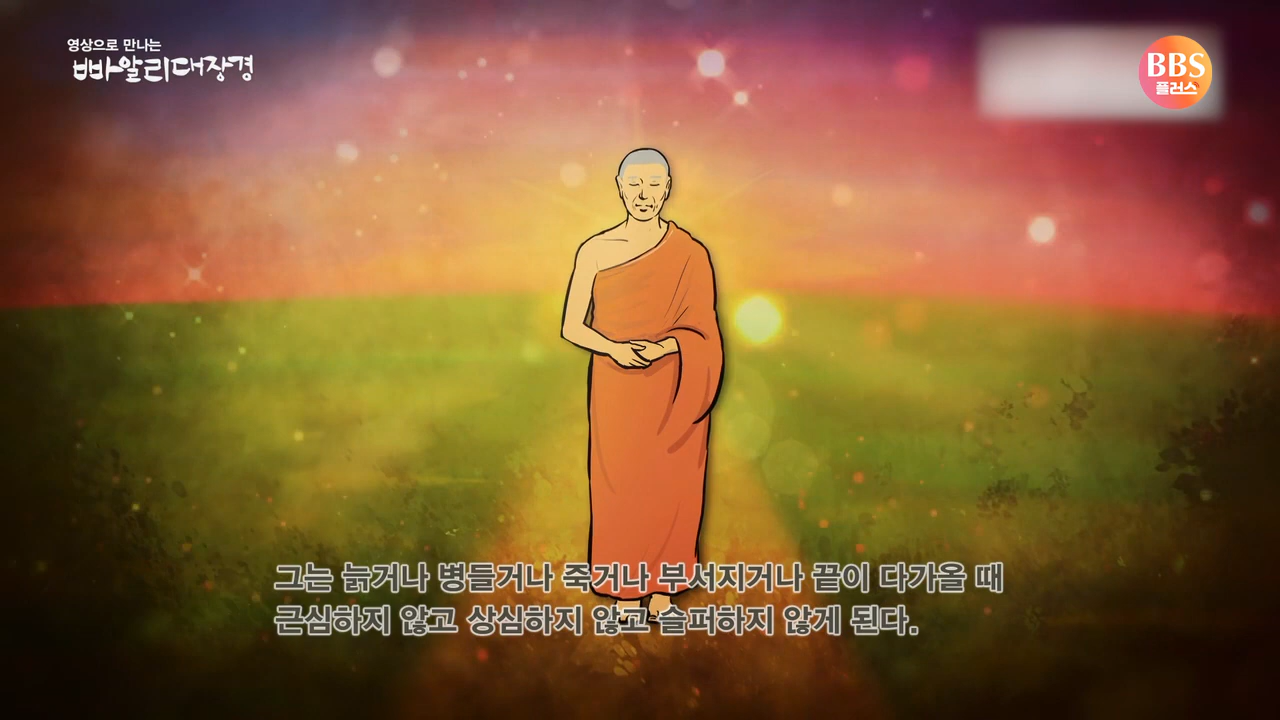 영상으로 만나는
빠알리대장경
BBS
플러스
그는 늙거나 병들거나 죽거나 부서지거나 끝이 다가올 때
근심하지 않고 상심하지 않고 슬퍼하지 않게 된다.